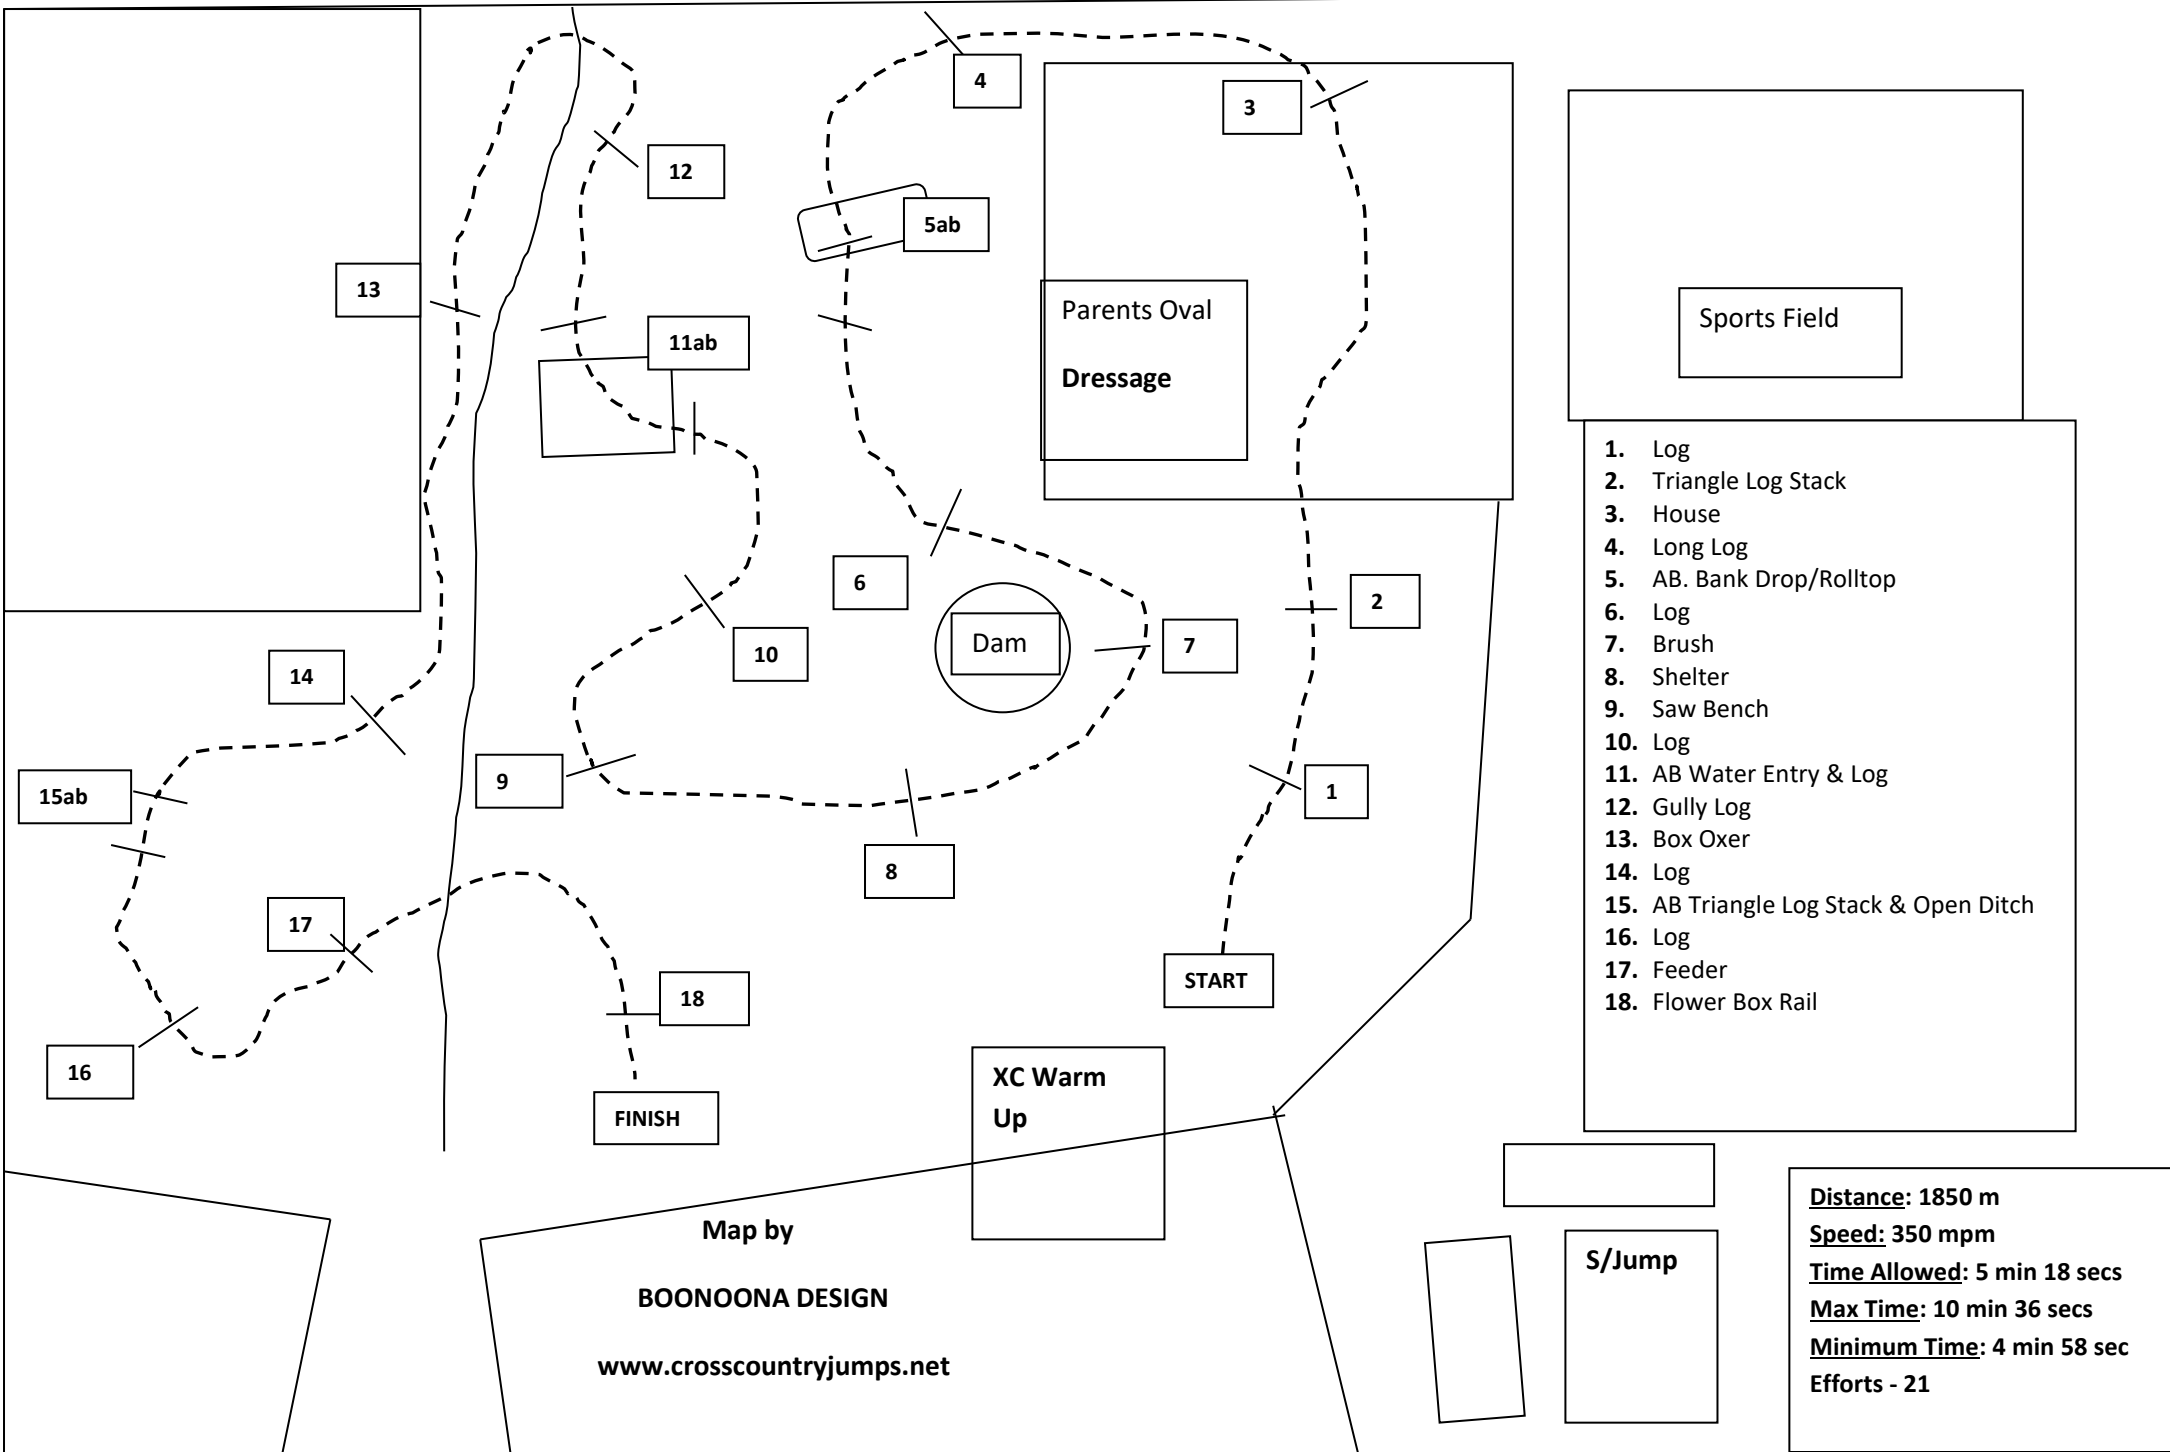 4
3
12
5ab
13
Parents Oval
Dressage
Sports Field
11ab
6
2
Dam
7
10
14
9
15ab
1
8
17
START
18
16
XC Warm
Up
FINISH
1. Log
2. Triangle Log Stack
3. House
4. Long Log
5. AB. Bank Drop/Rolltop
6. Log
7. Brush
8. Shelter
9. Saw Bench
10. Log
11. AB Water Entry & Log
12. Gully Log
13. Box Oxer
14. Log
15. AB Triangle Log Stack & Open Ditch
16. Log
17. Feeder
18. Flower Box Rail
Map by
BOONOONA DESIGN
www.crosscountryjumps.net
S/Jump
Distance: 1850 m
Speed: 350 mpm
Time Allowed: 5 min 18 secs
Max Time: 10 min 36 secs
Minimum Time: 4 min 58 sec
Efforts - 21